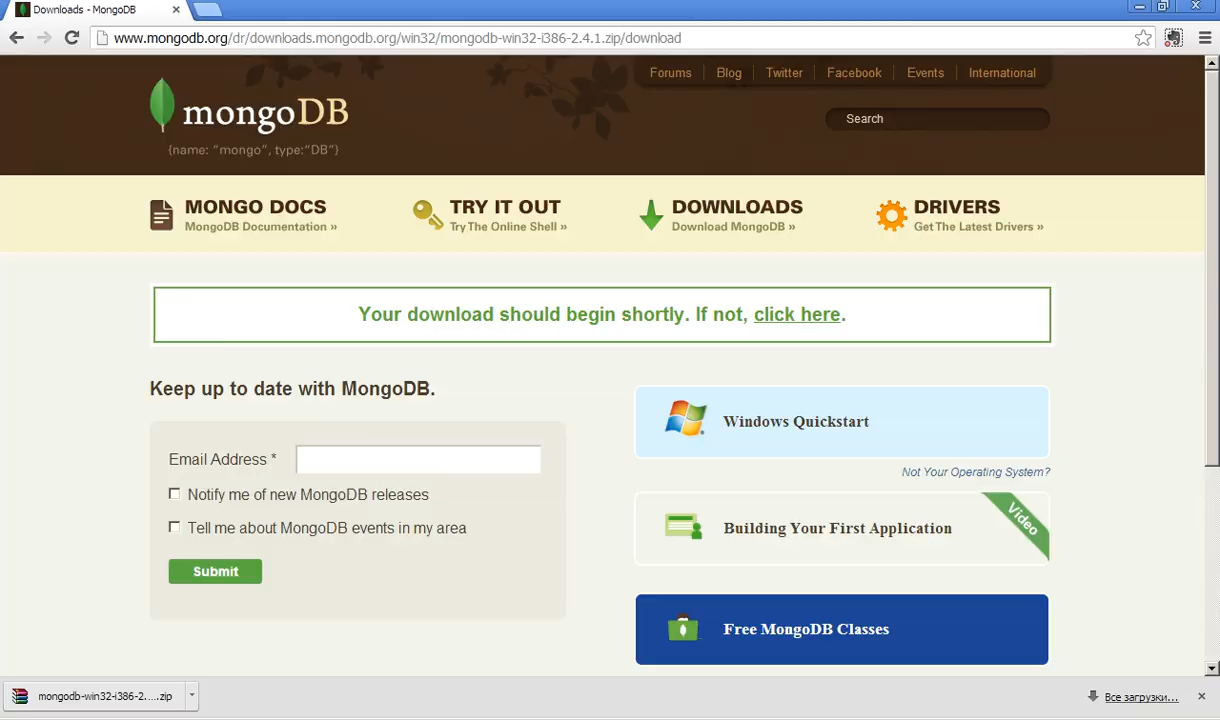 Downloads - MongoDB
www.mongodb.org/dr/downloads.mongodb.org/win32/mongodb-win32-i386-2.4.1.zip/download
Forums Blog Twitter Facebook Events International
mongoDB
{name: "mongo", type:"DB"}
Search
MONGO DOCS
MongoDB Documentation »
TRY IT OUT
Try The Online Shell »
DOWNLOADS
Download MongoDB »
DRIVERS
Get The Latest Drivers »
Your download should begin shortly. If not, click here.
Keep up to date with MongoDB.
Email Address *
Notify me of new MongoDB releases
Tell me about MongoDB events in my area
Submit
Windows Quickstart
Not Your Operating System?
Building Your First Application
Video
Free MongoDB Classes
mongodb-win32-i386-2....zip
Все загрузки...